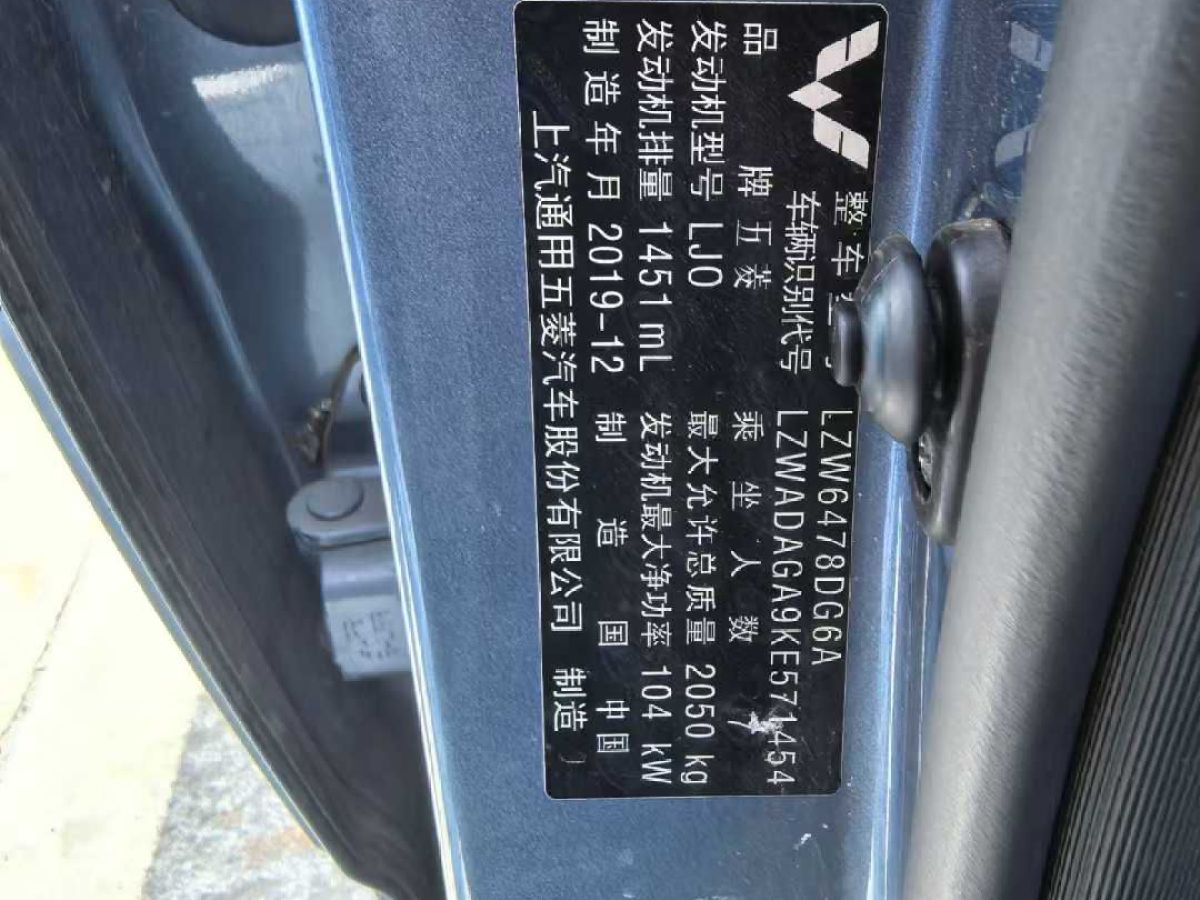 整车型号 LZW6478DG6A
车辆识别代号 LZWADAGA9KE571454
品牌 五菱 乘坐人数 7
发动机型号 LJO 最大允许总质量 2050 kg
发动机排量 1451 mL 发动机最大净功率 104 kW
制造年月 2019-12 制造国 中国
上汽通用五菱汽车股份有限公司 制造